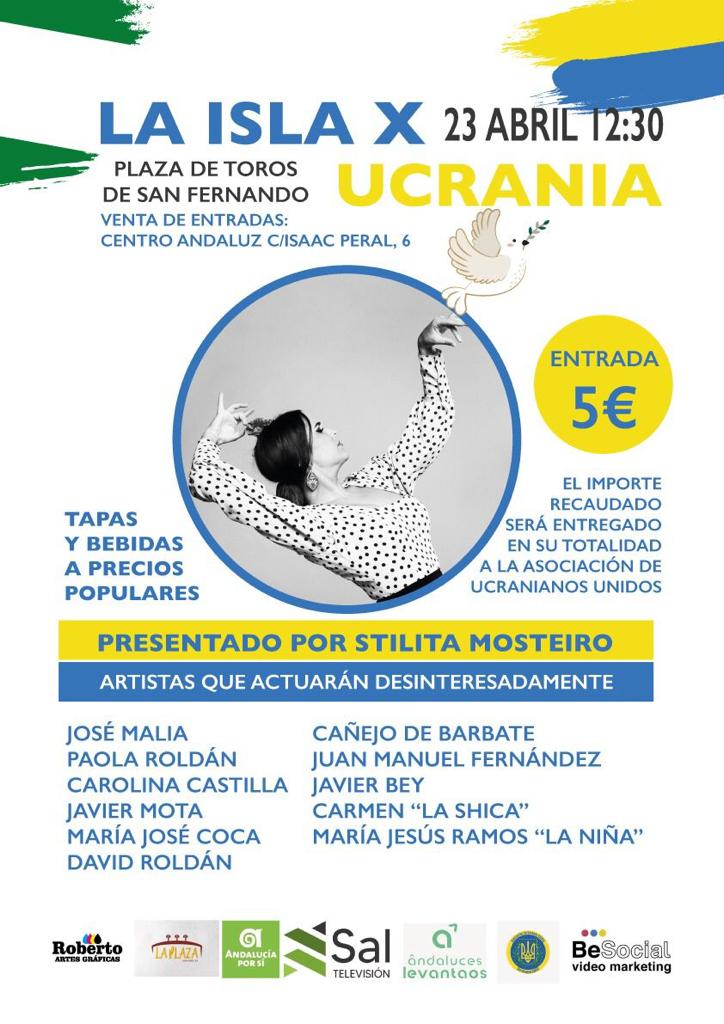 LA ISLA X
23 ABRIL 12:30
PLAZA DE TOROS
DE SAN FERNANDO
UCRANIA
VENTA DE ENTRADAS:
CENTRO ANDALUZ C/ISAAC PERAL, 6
ENTRADA
5€
EL IMPORTE
RECAUDADO
SERÁ ENTREGADO
EN SU TOTALIDAD
A LA ASOCIACIÓN DE
UCRANIANOS UNIDOS
TAPAS
Y BEBIDAS
A PRECIOS
POPULARES
PRESENTADO POR STILITA MOSTEIRO
ARTISTAS QUE ACTUARÁN DESINTERESADAMENTE
JOSÉ MALIA
PAOLA ROLDÁN
CAROLINA CASTILLA
JAVIER MOTA
MARÍA JOSÉ COCA
DAVID ROLDÁN
CAÑEJO DE BARBATE
JUAN MANUEL FERNÁNDEZ
JAVIER BEY
CARMEN “LA SHICA”
MARÍA JESÚS RAMOS “LA NIÑA”
Roberto
ARTES GRÁFICAS
LA PLAZA
ANDALUCÍA
POR SÍ
Sal
TELEVISIÓN
āndaluces
levantaos
BeSocial
video marketing